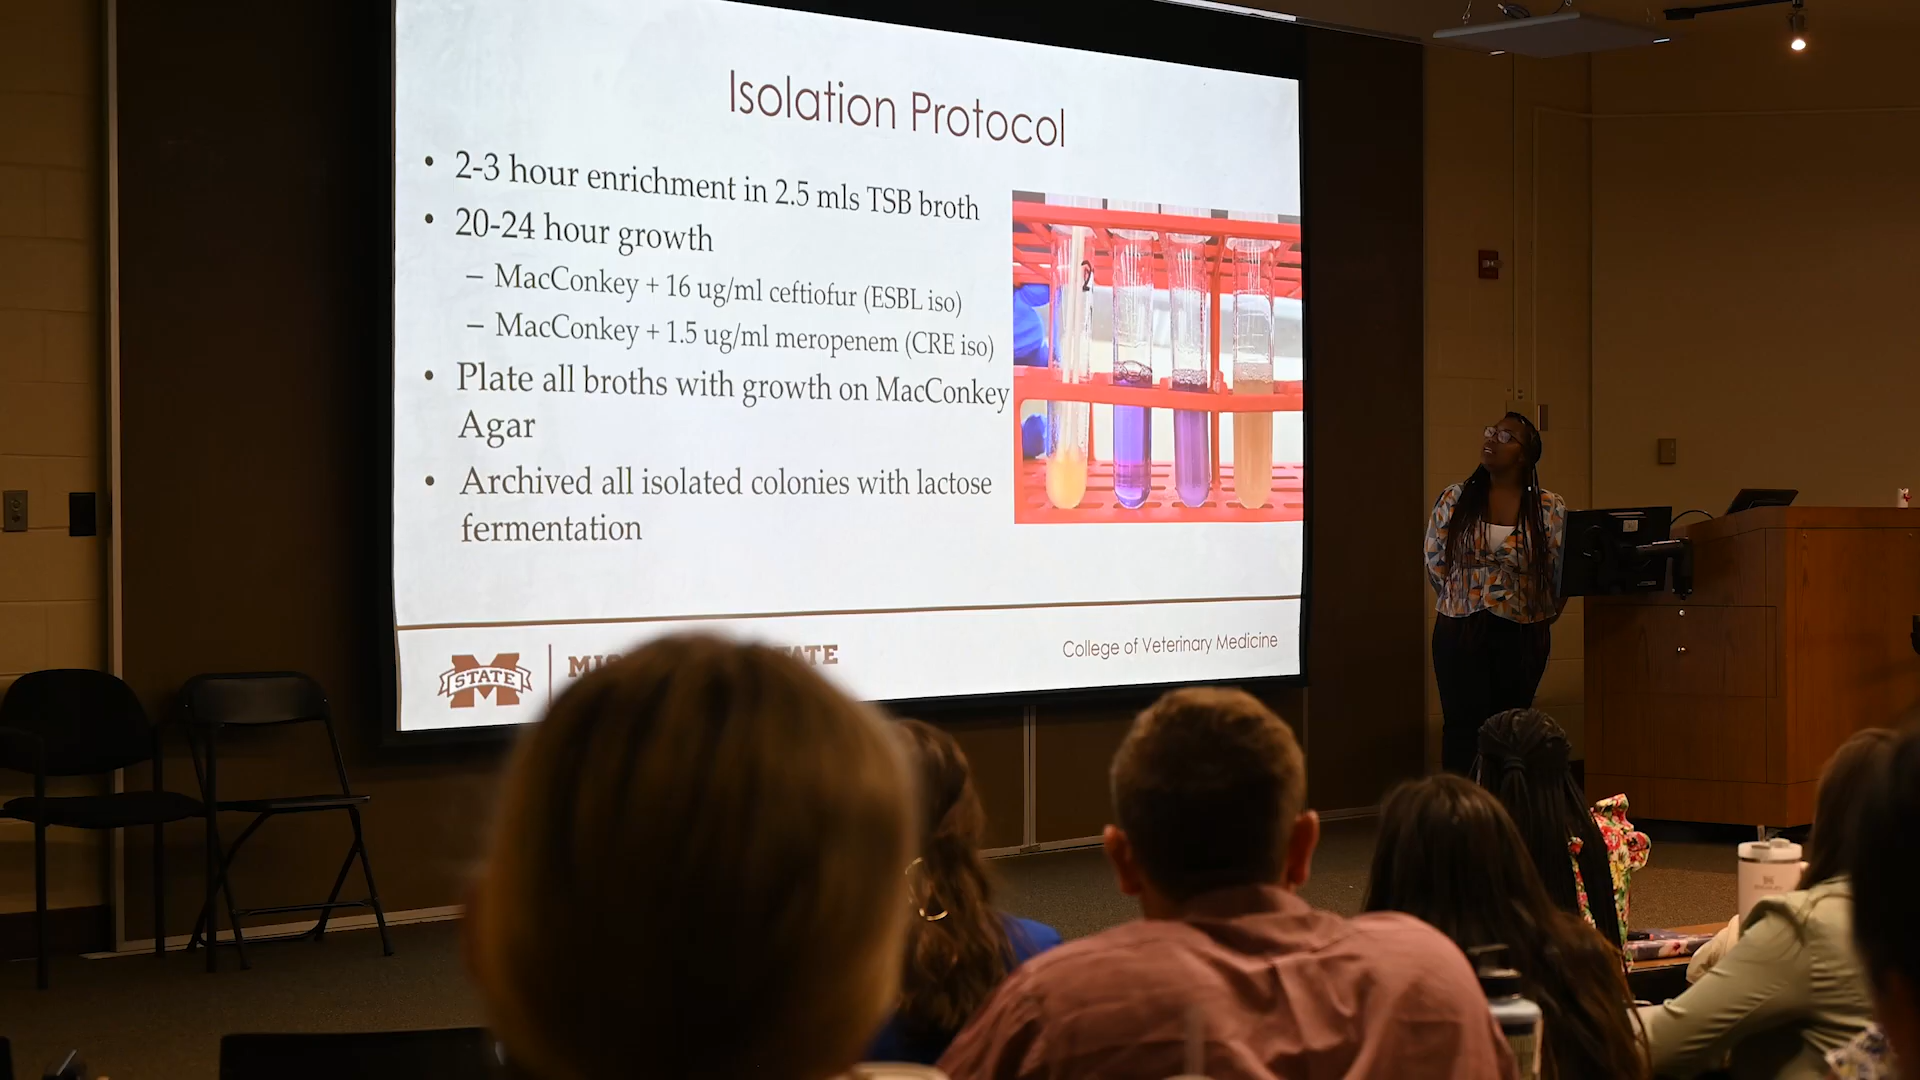 Isolation Protocol
• 2-3 hour enrichment in 2.5 mls TSB broth
• 20-24 hour growth
– MacConkey + 16 ug/ml ceftiofur (ESBL iso)
– MacConkey + 1.5 ug/ml meropenem (CRE iso)
• Plate all broths with growth on MacConkey
Agar
• Archived all isolated colonies with lactose
fermentation
2
STATE
College of Veterinary Medicine